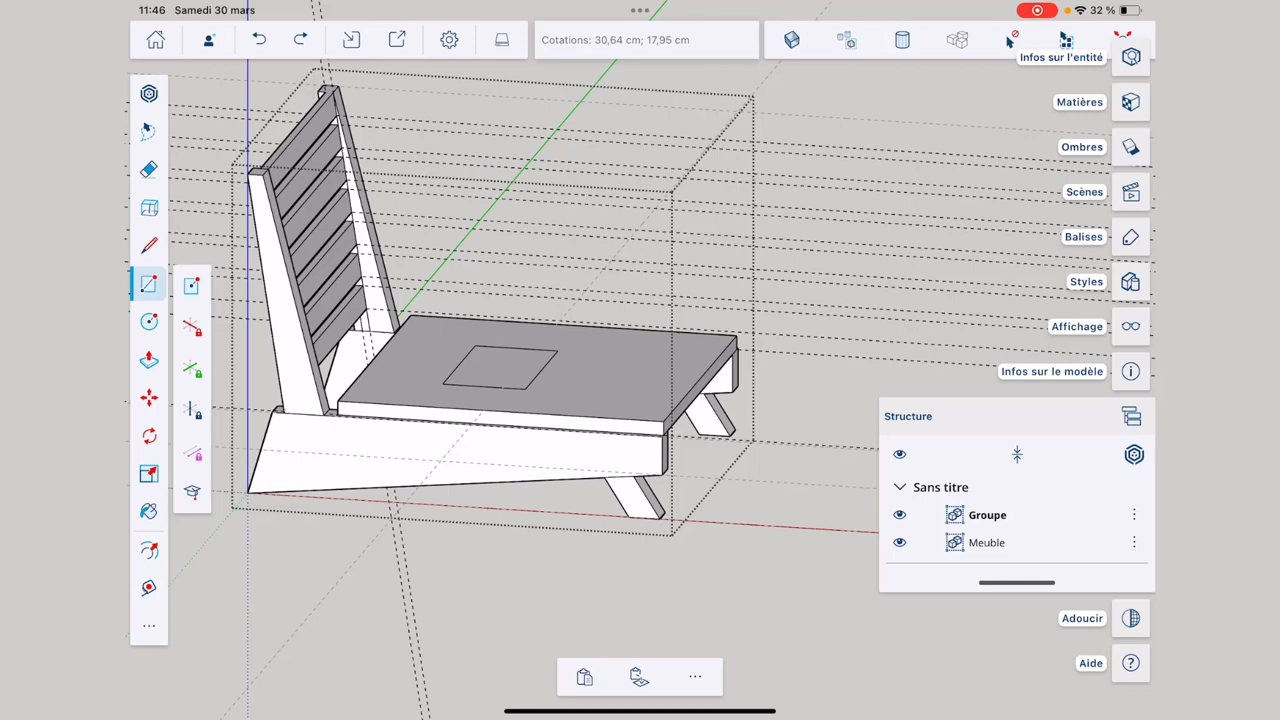 11:46 Samedi 30 mars
32 %
Cotations: 30,64 cm; 17,95 cm
Infos sur l'entité
Matières
Ombres
Scènes
Balises
Styles
Affichage
Infos sur le modèle
Structure
Sans titre
Groupe
Meuble
Adoucir
Aide